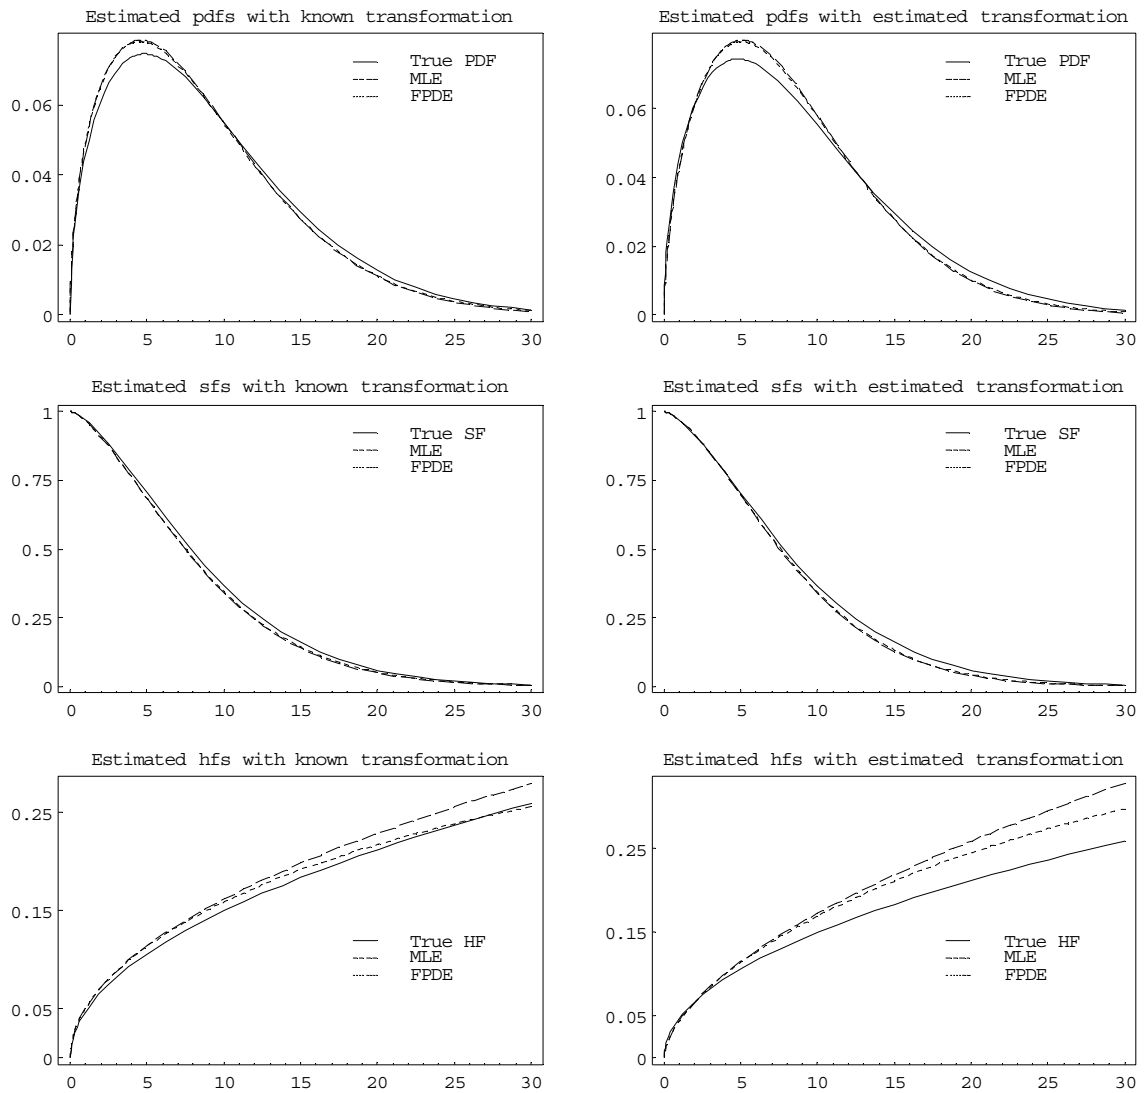 Estimated pdfs with known transformation
True PDF
MLE
FPDE
0.06
0.04
0.02
0
0 5 10 15 20 25 30
Estimated pdfs with estimated transformation
True PDF
MLE
FPDE
0.06
0.04
0.02
0
0 5 10 15 20 25 30
Estimated sfs with known transformation
True SF
MLE
FPDE
1
0.75
0.5
0.25
0
0 5 10 15 20 25 30
Estimated sfs with estimated transformation
True SF
MLE
FPDE
1
0.75
0.5
0.25
0
0 5 10 15 20 25 30
Estimated hfs with known transformation
0.25
0.15
0.05
0
True HF
MLE
FPDE
0 5 10 15 20 25 30
Estimated hfs with estimated transformation
0.25
0.15
0.05
0
True HF
MLE
FPDE
0 5 10 15 20 25 30